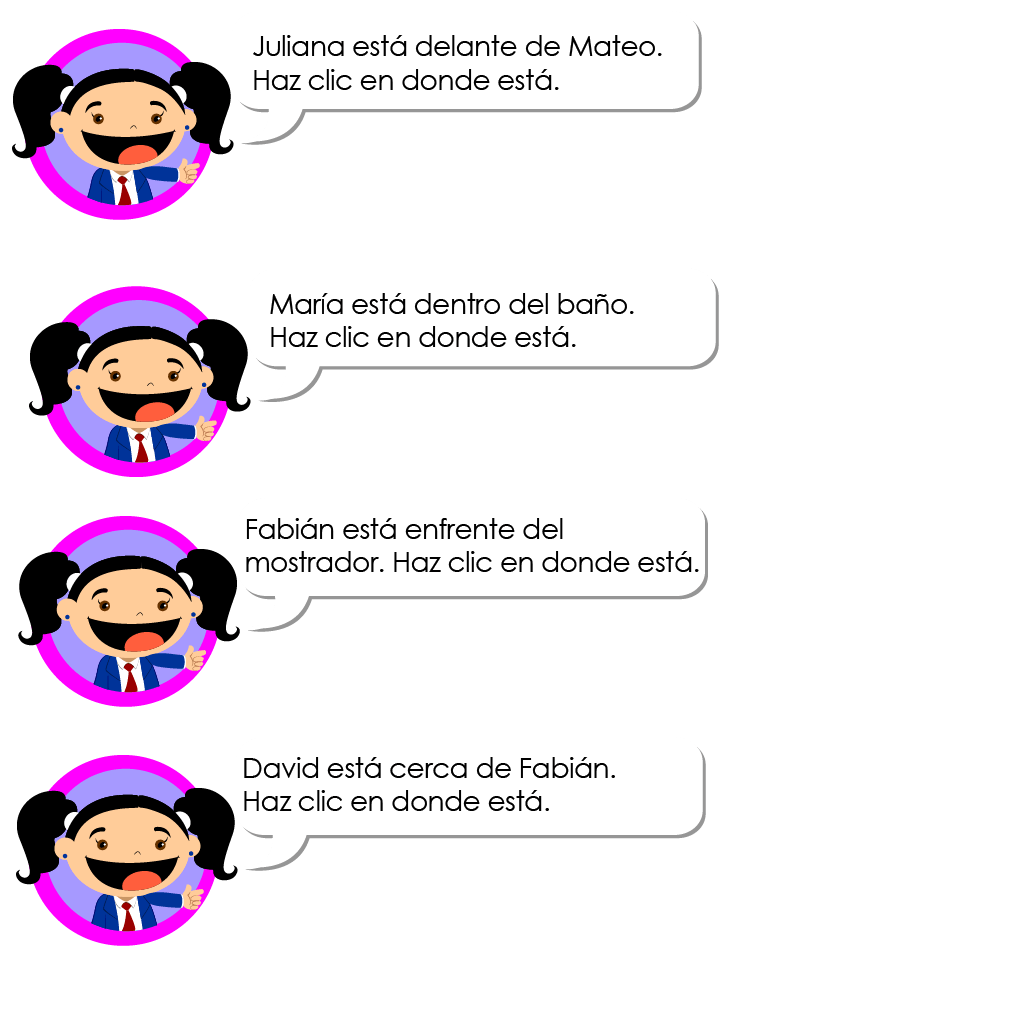 Juliana está delante de Mateo.
Haz clic en donde está.
María está dentro del baño.
Haz clic en donde está.
Fabián está enfrente del
mostrador. Haz clic en donde está.
David está cerca de Fabián.
Haz clic en donde está.